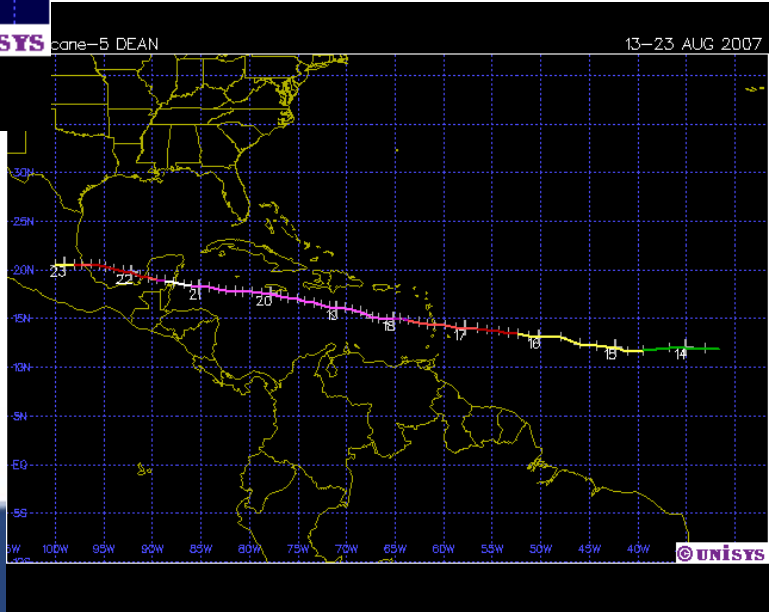 SYS
cane-5 DEAN
13-23 AUG 2007
30N
25N
20N
15N
10N
5N
EQ
5S
23
22
21
20
19
18
17
16
15
14
5W 100W 95W 90W 85W 80W 75W 70W 65W 60W 55W 50W 45W 40W
© UNISYS